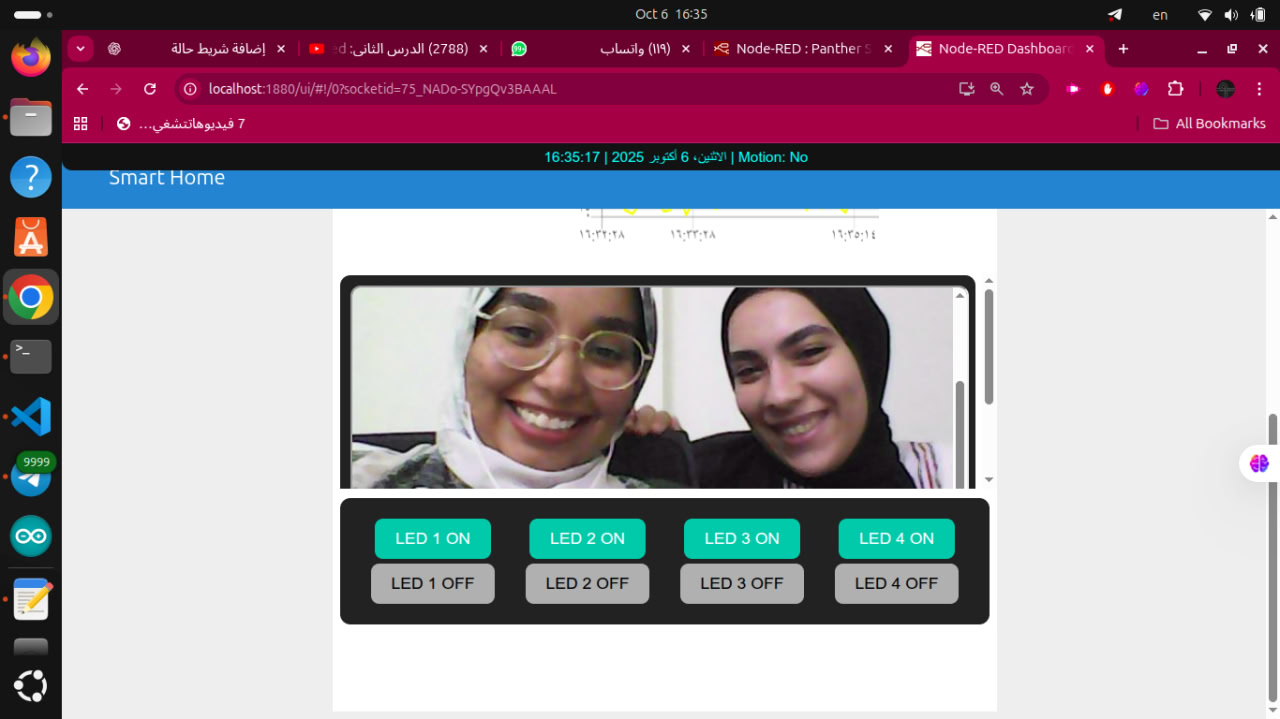 Oct 6 16:35
en
إضافة شريط حالة
(2788) الدرس الثانى: ed
99+
(١١٩) واتساب
Node-RED : Panther S
Node-RED Dashboard
localhost:1880/ui/#!/0?socketid=75_NADo-SYpgQv3BAAAL
7 فيديوهاتتشغي...
All Bookmarks
16:35:17 | الاثنين، 6 أكتوبر 2025 | Motion: No
Smart Home
١٦:٣٢:٢٨ ١٦:٣٣:٢٨ ١٦:٣٥:١٤
9999
LED 1 ON LED 2 ON LED 3 ON LED 4 ON
LED 1 OFF LED 2 OFF LED 3 OFF LED 4 OFF